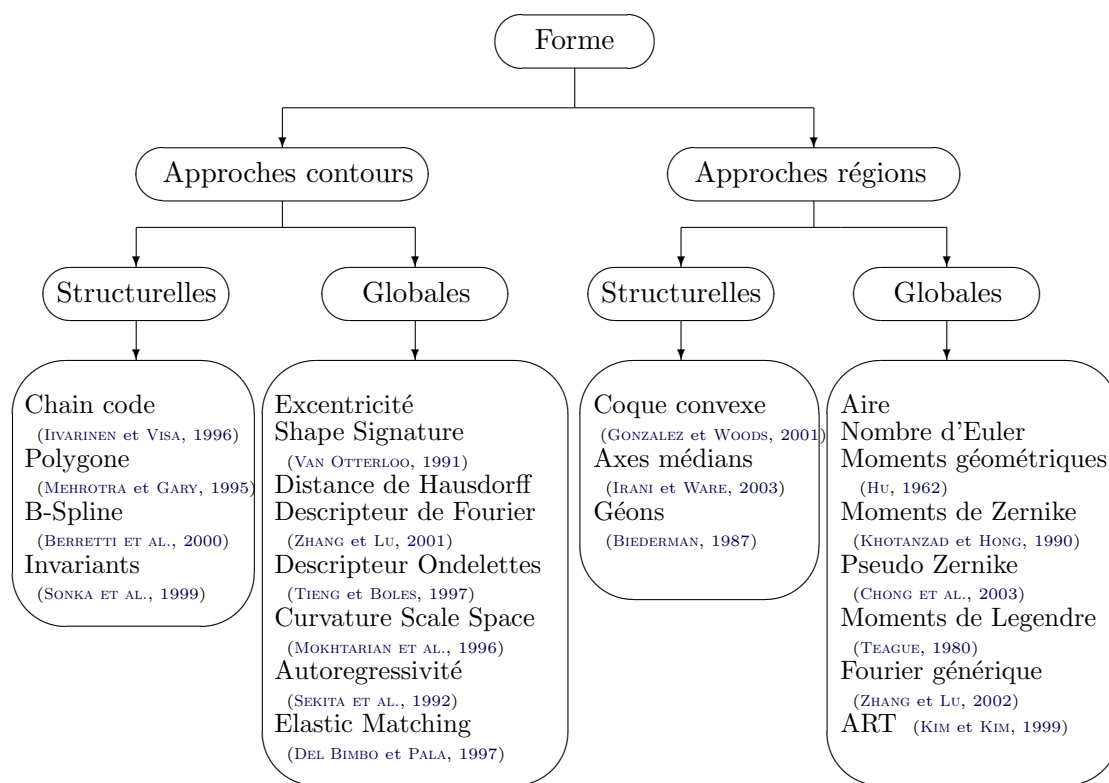 Forme
Approches contours
Approches régions
Structurelles
Globales
Structurelles
Globales
Chain code
(Iivarinen et Visa, 1996)
Polygone
(Mehrotra et Gary, 1995)
B-Spline
(Berretti et al., 2000)
Invariants
(Sonka et al., 1999)
Excentricité
Shape Signature
(Van Otterloo, 1991)
Distance de Hausdorff
Descripteur de Fourier
(Zhang et Lu, 2001)
Descripteur Ondelettes
(Tieng et Boles, 1997)
Curvature Scale Space
(Mokhtarian et al., 1996)
Autoregressivité
(Sekita et al., 1992)
Elastic Matching
(Del Bimbo et Pala, 1997)
Coque convexe
(Gonzalez et Woods, 2001)
Axes médians
(Irani et Ware, 2003)
Géons
(Biederman, 1987)
Aire
Nombre d'Euler
Moments géométriques
(Hu, 1962)
Moments de Zernike
(Khotanzad et Hong, 1990)
Pseudo Zernike
(Chong et al., 2003)
Moments de Legendre
(Teague, 1980)
Fourier générique
(Zhang et Lu, 2002)
ART (Kim et Kim, 1999)